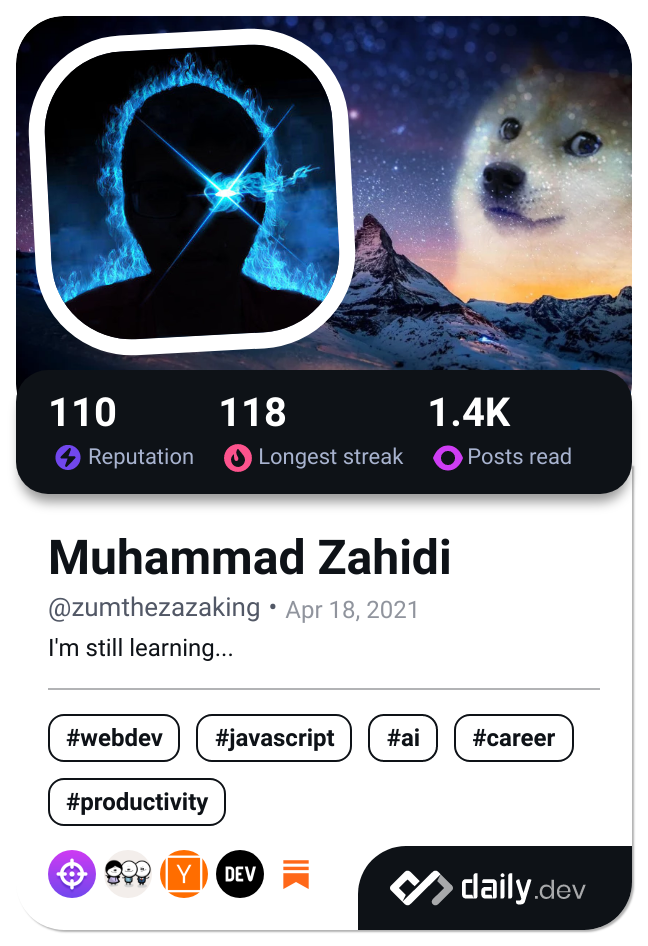 110 118 1.4K
Reputation Longest streak Posts read
Muhammad Zahidi
@zumthezazaking • Apr 18, 2021
I'm still learning...
#webdev #javascript #ai #career
#productivity
Y DEV
daily.dev